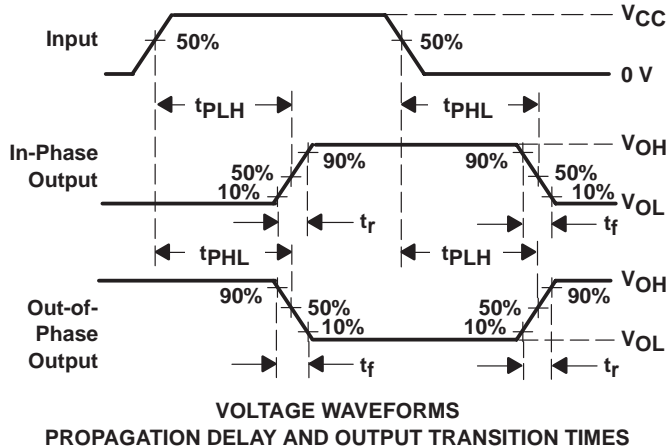 VCC
Input
50%
50%
0 V
tPLH
tPHL
In-Phase
Output
VOH
90%
90%
50%
50%
10%
10%
VOL
tr
tf
tPHL
tPLH
Out-of-
Phase
Output
VOH
90%
90%
50%
50%
10%
10%
VOL
tf
tr
VOLTAGE WAVEFORMS
PROPAGATION DELAY AND OUTPUT TRANSITION TIMES